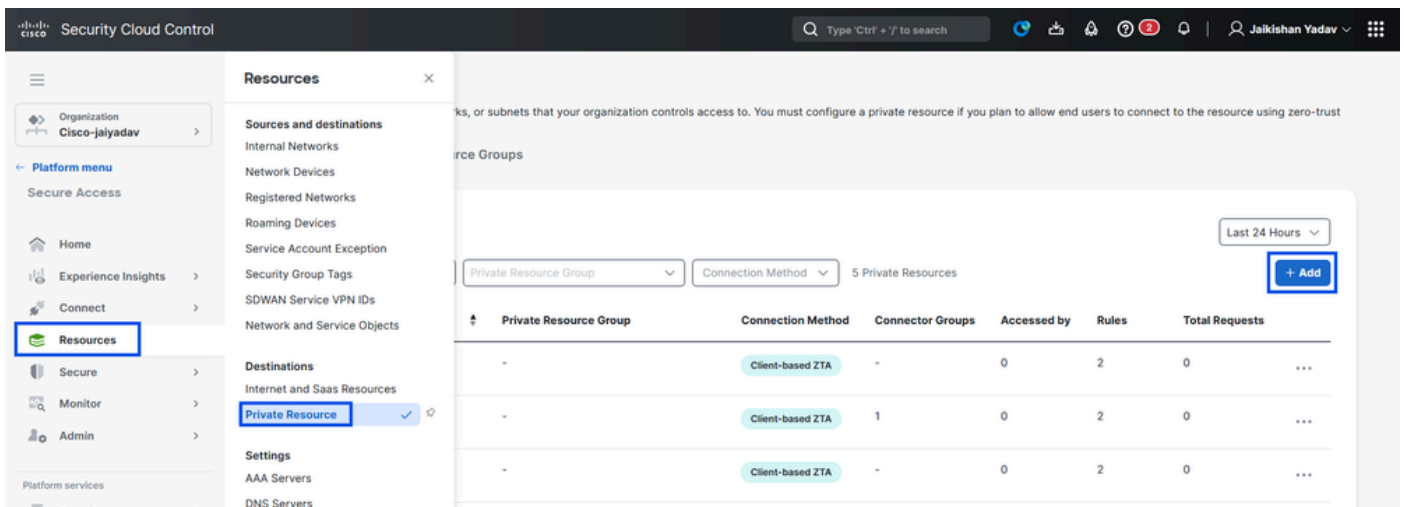 cisco Security Cloud Control
Type 'Ctrl' + '/' to search
2
Jaikishan Yadav
Organization
Cisco-jaiyadav
← Platform menu
Secure Access
Home
Experience Insights
Connect
Resources
Secure
Monitor
Admin
Platform services
Resources
Sources and destinations
Internal Networks
Network Devices
Registered Networks
Roaming Devices
Service Account Exception
Security Group Tags
SDWAN Service VPN IDs
Network and Service Objects
Destinations
Internet and Saas Resources
Private Resource
Settings
AAA Servers
DNS Servers
or subnets that your organization controls access to. You must configure a private resource if you plan to allow end users to connect to the resource using zero-trust
Groups
Last 24 Hours
Private Resource Group Connection Method 5 Private Resources + Add
Private Resource Group Connection Method Connector Groups Accessed by Rules Total Requests
- Client-based ZTA - 0 2 0 ...
- Client-based ZTA 1 0 2 0 ...
- Client-based ZTA - 0 2 0 ...